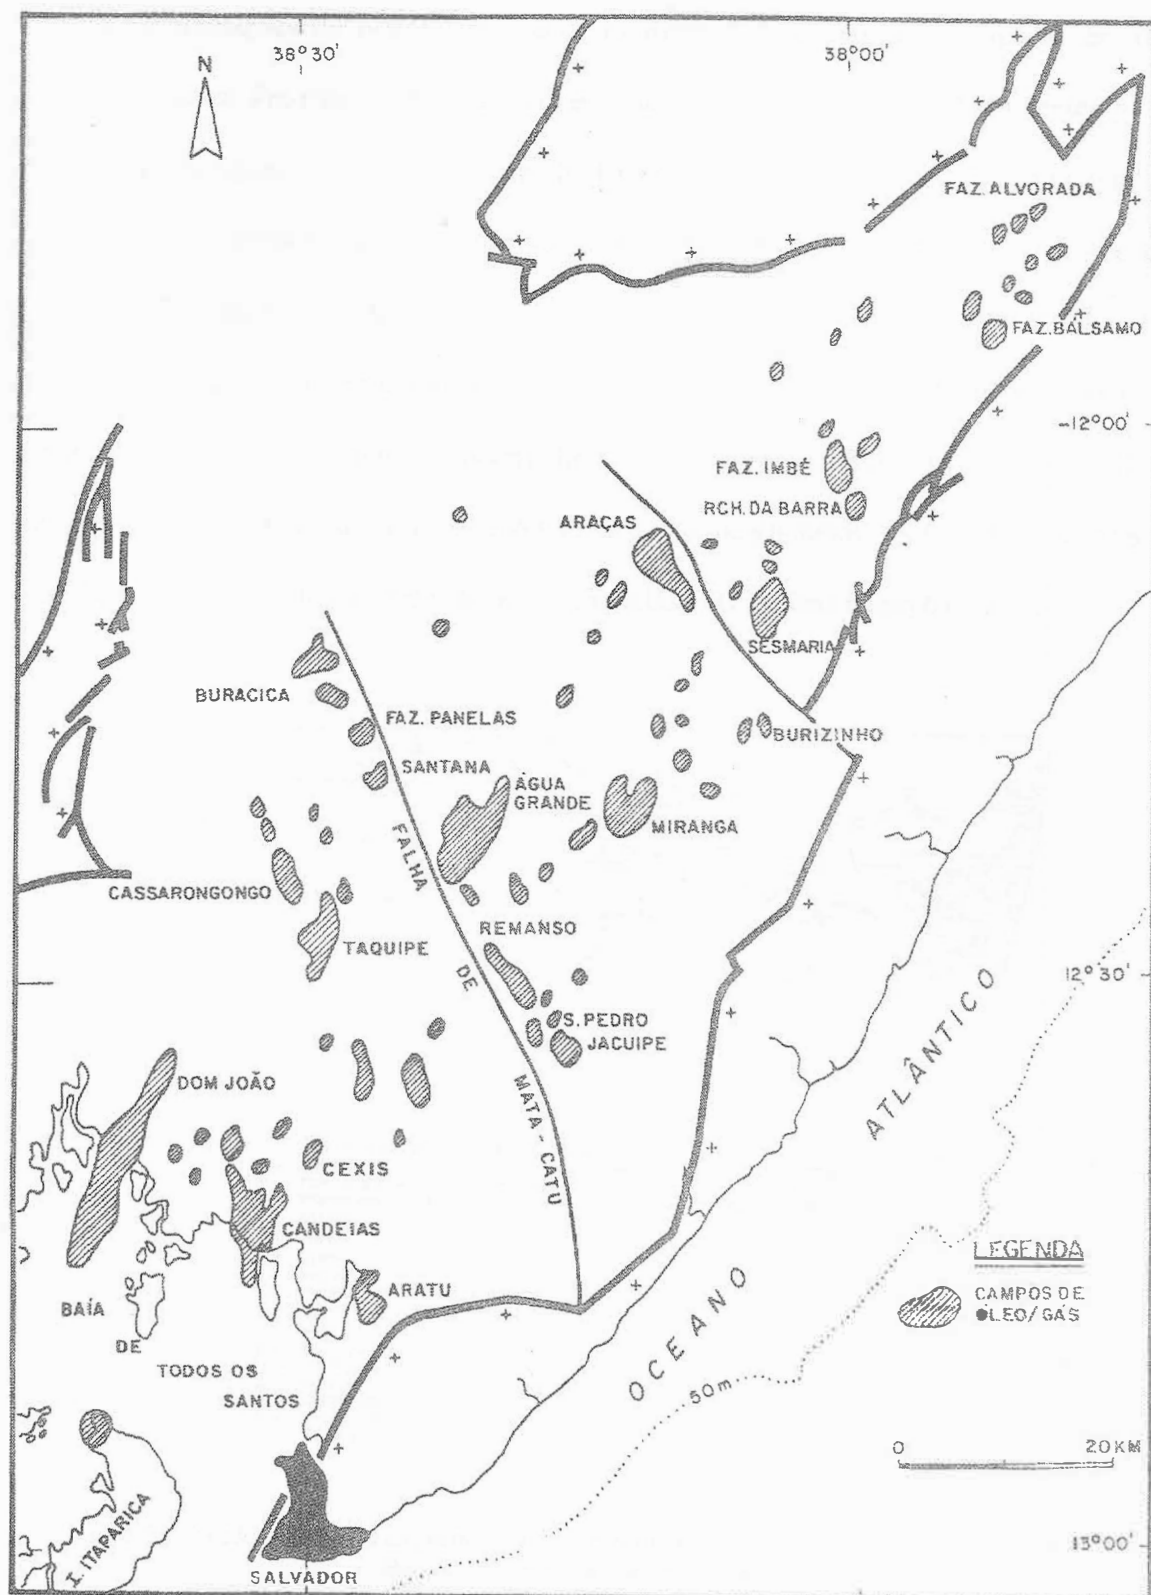 38°30'
38°00'
N
FAZ. ALVORADA
FAZ. BÁLSAMO
12°00'
FAZ. IMBÉ
RCH. DA BARRA
ARAÇAS
SESMARIA
BURACICA
FAZ. PANELAS
BURIZINHO
SANTANA
ÁGUA
GRANDE
MIRANGA
FALHA
CASSARONGONGO
REMANSO
TAQUIPE
DE
12°30'
S. PEDRO
JACUIPE
DOM JOÃO
MATA - CATU
ATLÂNTICO
CEXIS
CANDEIAS
LEGENDA
ARATU
CAMPOS DE
ÓLEO/GÁS
BAÍA
DE
TODOS OS
SANTOS
OCEANO
50m
0 20 KM
I. ITAPARICA
13°00'
SALVADOR